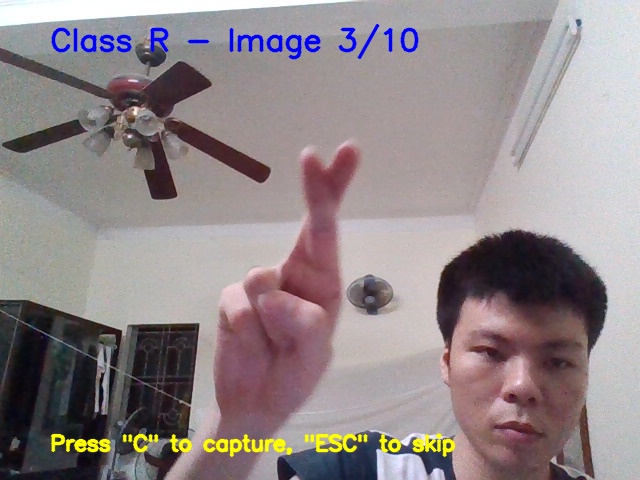 Class R - Image 3/10
Press "C" to capture, "ESC" to skip